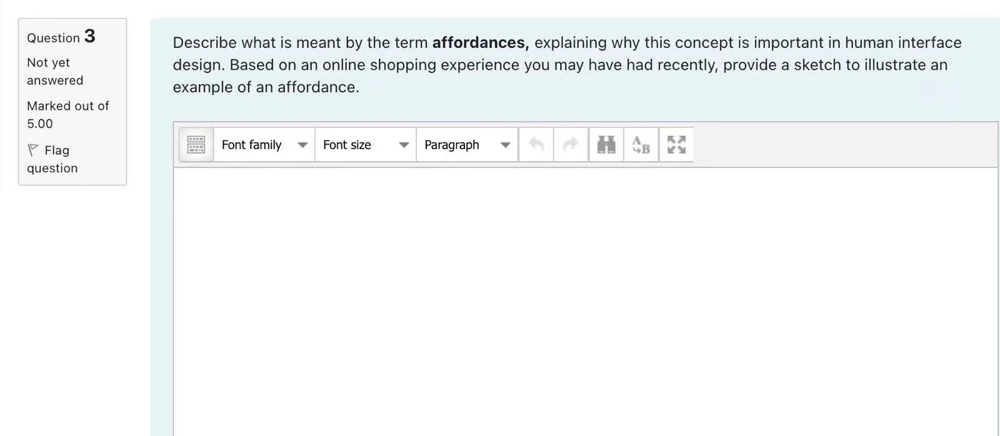 Question 3
Not yet
answered
Marked out of
5.00
Flag
question
Describe what is meant by the term affordances, explaining why this concept is important in human interface
design. Based on an online shopping experience you may have had recently, provide a sketch to illustrate an
example of an affordance.
Font family
Font size
Paragraph
A
B